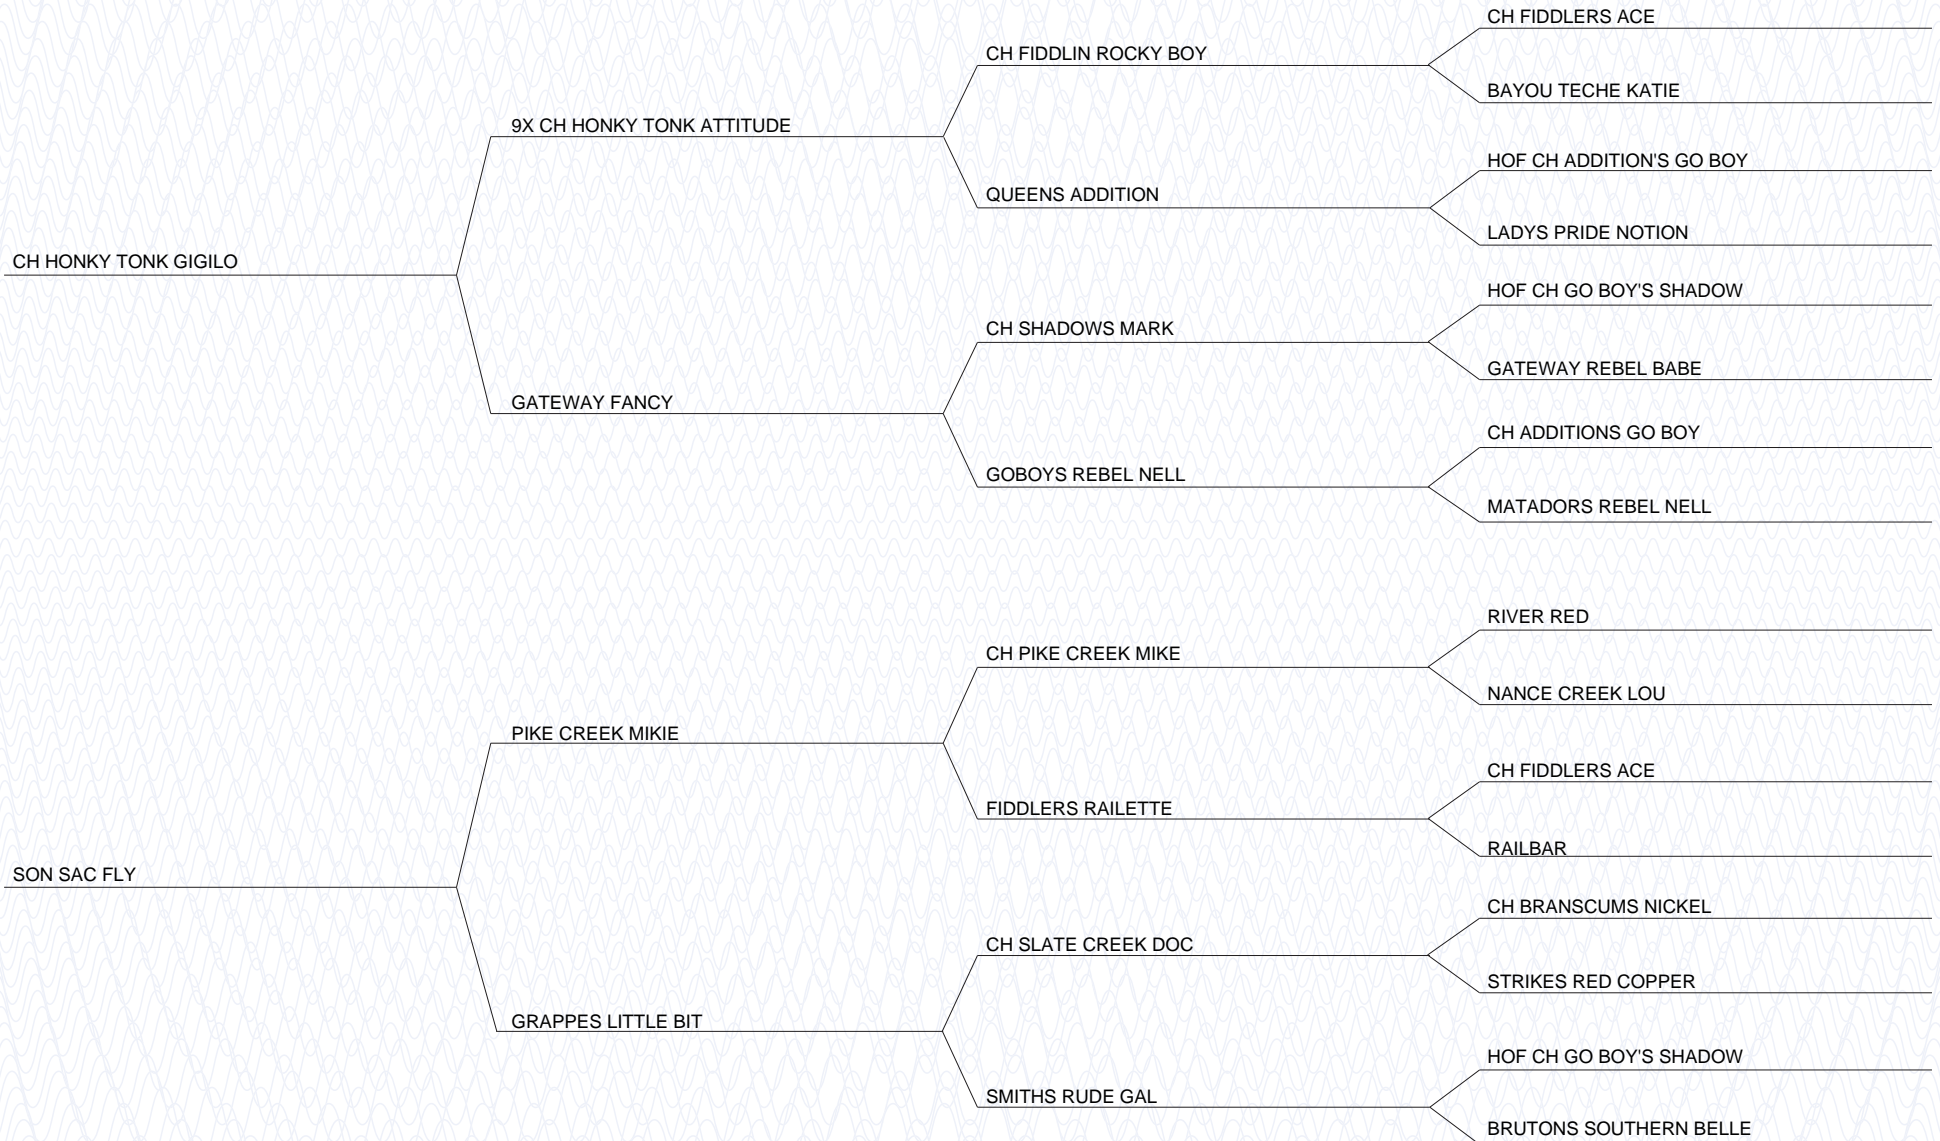 CH FIDDLERS ACE
CH FIDDLIN ROCKY BOY
BAYOU TECHE KATIE
9X CH HONKY TONK ATTITUDE
HOF CH ADDITION'S GO BOY
QUEENS ADDITION
LADYS PRIDE NOTION
CH HONKY TONK GIGILO
HOF CH GO BOY'S SHADOW
CH SHADOWS MARK
GATEWAY REBEL BABE
GATEWAY FANCY
CH ADDITIONS GO BOY
GOBOYS REBEL NELL
MATADORS REBEL NELL
RIVER RED
CH PIKE CREEK MIKE
NANCE CREEK LOU
PIKE CREEK MIKIE
CH FIDDLERS ACE
FIDDLERS RAILETTE
RAILBAR
SON SAC FLY
CH BRANSCUMS NICKEL
CH SLATE CREEK DOC
STRIKES RED COPPER
GRAPPES LITTLE BIT
HOF CH GO BOY'S SHADOW
SMITHS RUDE GAL
BRUTONS SOUTHERN BELLE